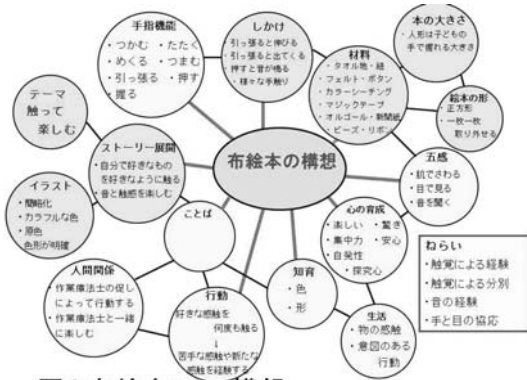 手指機能
・つかむ ・たたく
・めくる ・つまむ
・引っ張る ・押す
・握る
しかけ
引っ張ると伸びる
引っ張ると出てくる
押すと音が鳴る
・様々な手触り
材料
・タオル地・紐
・フェルト・ボタン
・カラーシーチング
・マジックテープ
・オルゴール・新聞紙
・ビーズ・リボン
本の大きさ
・人形は子どもの
手で握れる大きさ
絵本の形
・正方形
・一枚一枚
取り外せる
テーマ
触って
楽しむ
ストーリー展開
・自分で好きなもの
を好きなように触る
・音と触感を楽しむ
布絵本の構想
五感
・肌でさわる
・目で見る
・音を聞く
イラスト
・簡略化
・カラフルな色
・原色
色形が明確
ことば
心の育成
・楽しい ・驚き
・集中力 ・安心
・自発性
・探究心
ねらい
・触覚による経験
・触覚による分別
・音の経験
・手と目の協応
人間関係
・作業療法士の促し
によって行動する
・作業療法士と一緒
に楽しむ
行動
好きな感触を
何度も触る
↓
苦手な感触や新たな
感触を経験する
知育
・色
・形
生活
・物の感触
・意図のある
行動